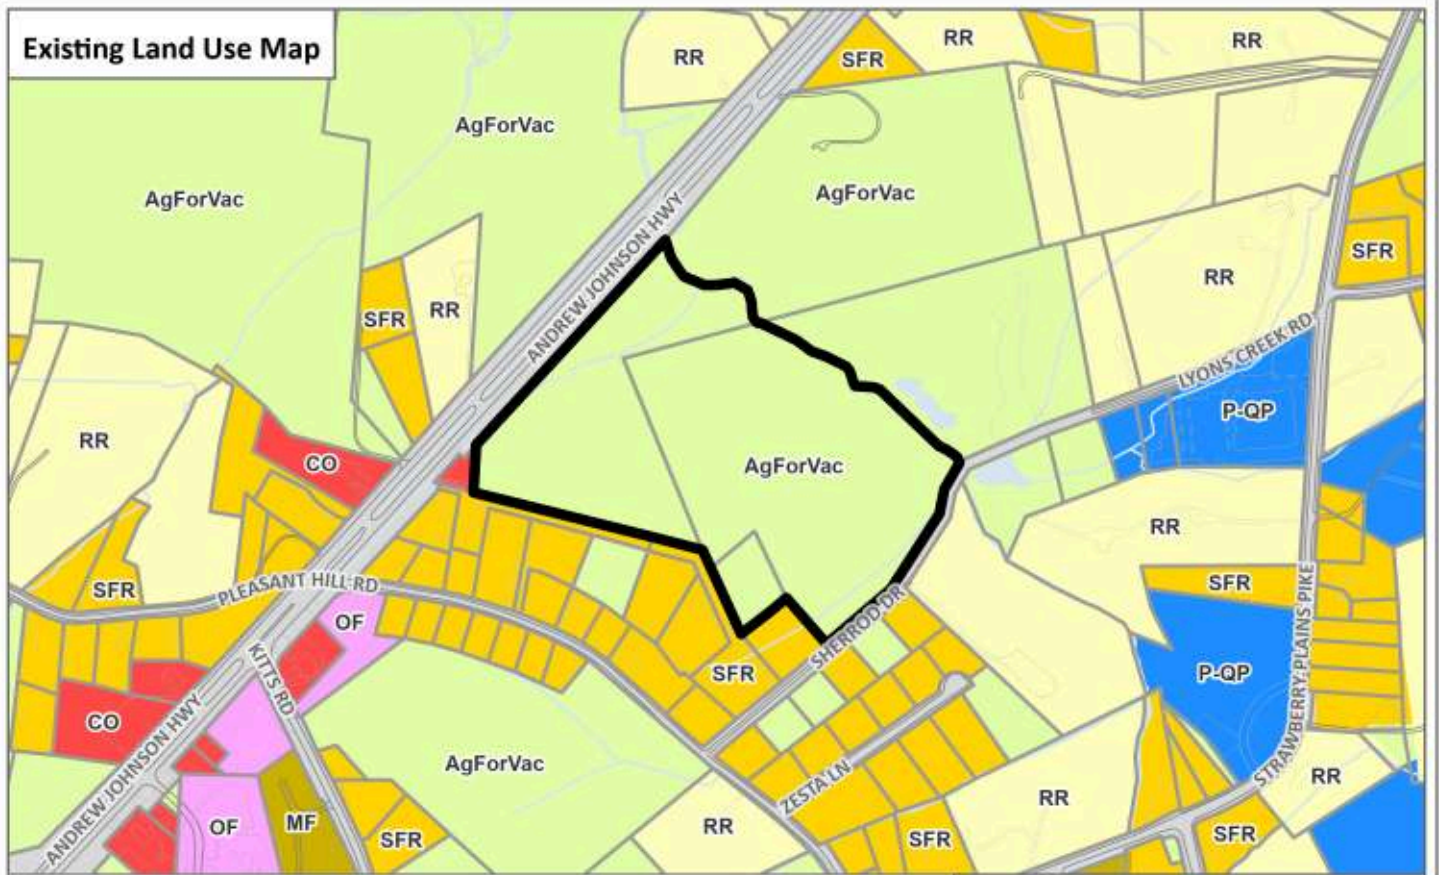 Existing Land Use Map
RR
SFR
RR
RR
AgForVac
AgForVac
AgForVac
ANDREW JOHNSON HWY
SFR
RR
SFR
RR
LYONS CREEK RD
P-QP
RR
CO
AgForVac
RR
SFR
PLEASANT HILL RD
OF
SHERROD DR
SFR
SFR
P-QP
STRAWBERRY PLAINS PIKE
KITTS RD
CO
ANDREW JOHNSON HWY
AgForVac
ZESTA LN
RR
RR
OF
MF
SFR
RR
SFR
SFR